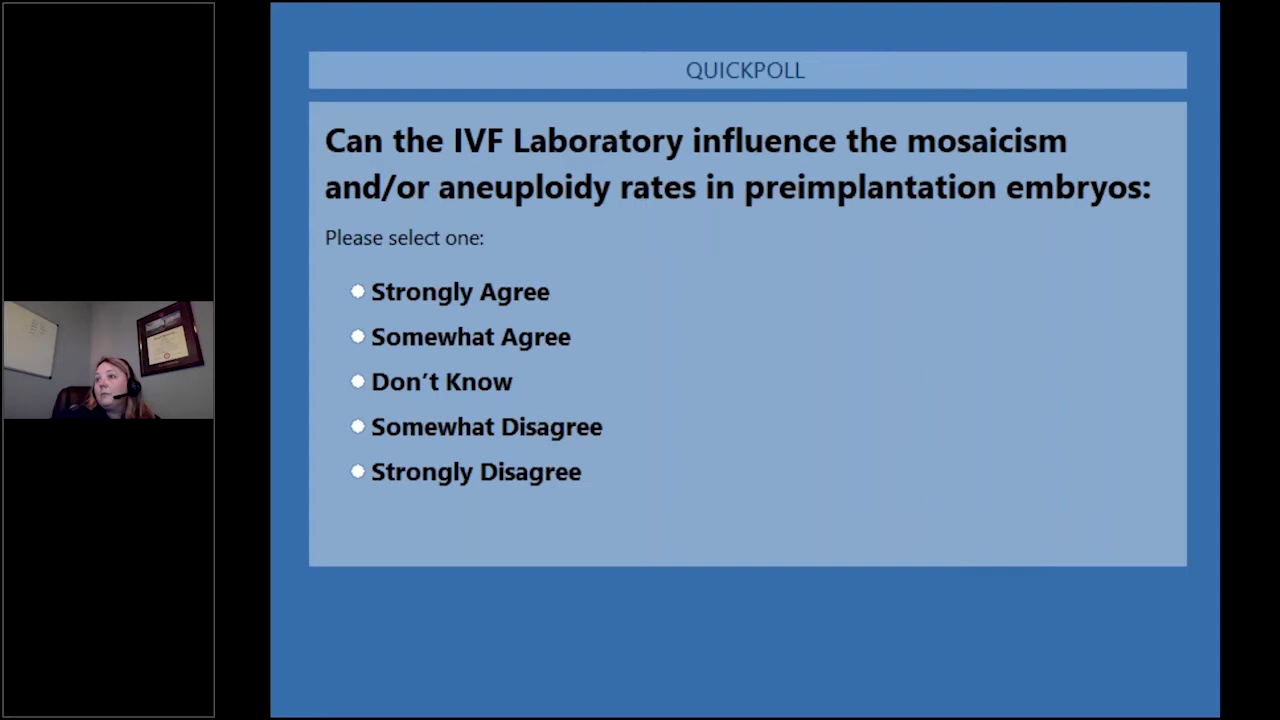 QUICKPOLL
Can the IVF Laboratory influence the mosaicism
and/or aneuploidy rates in preimplantation embryos:
Please select one:
Strongly Agree
Somewhat Agree
Don’t Know
Somewhat Disagree
Strongly Disagree